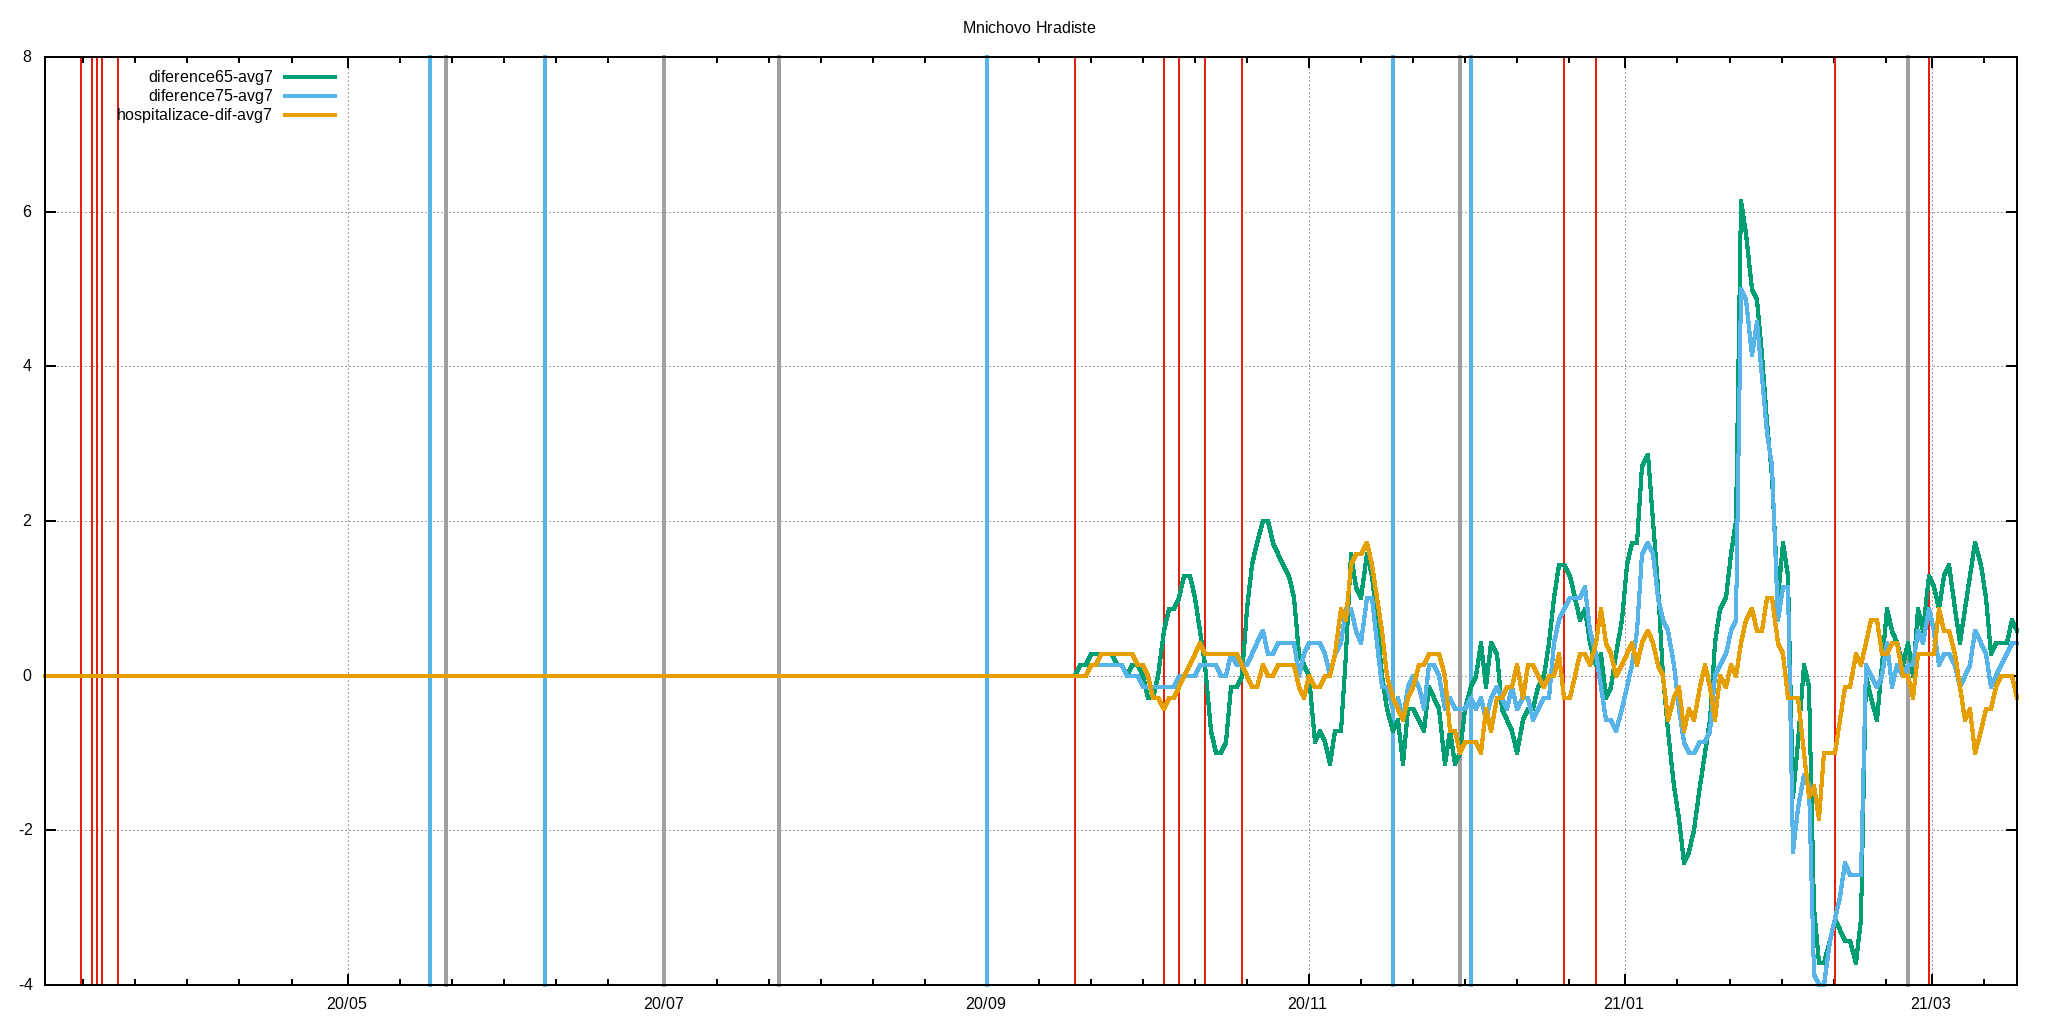 Mnichovo Hradiste
8
6
4
2
0
-2
-4
diference65-avg7
diference75-avg7
hospitalizace-dif-avg7
20/05 20/07 20/09 20/11 21/01 21/03